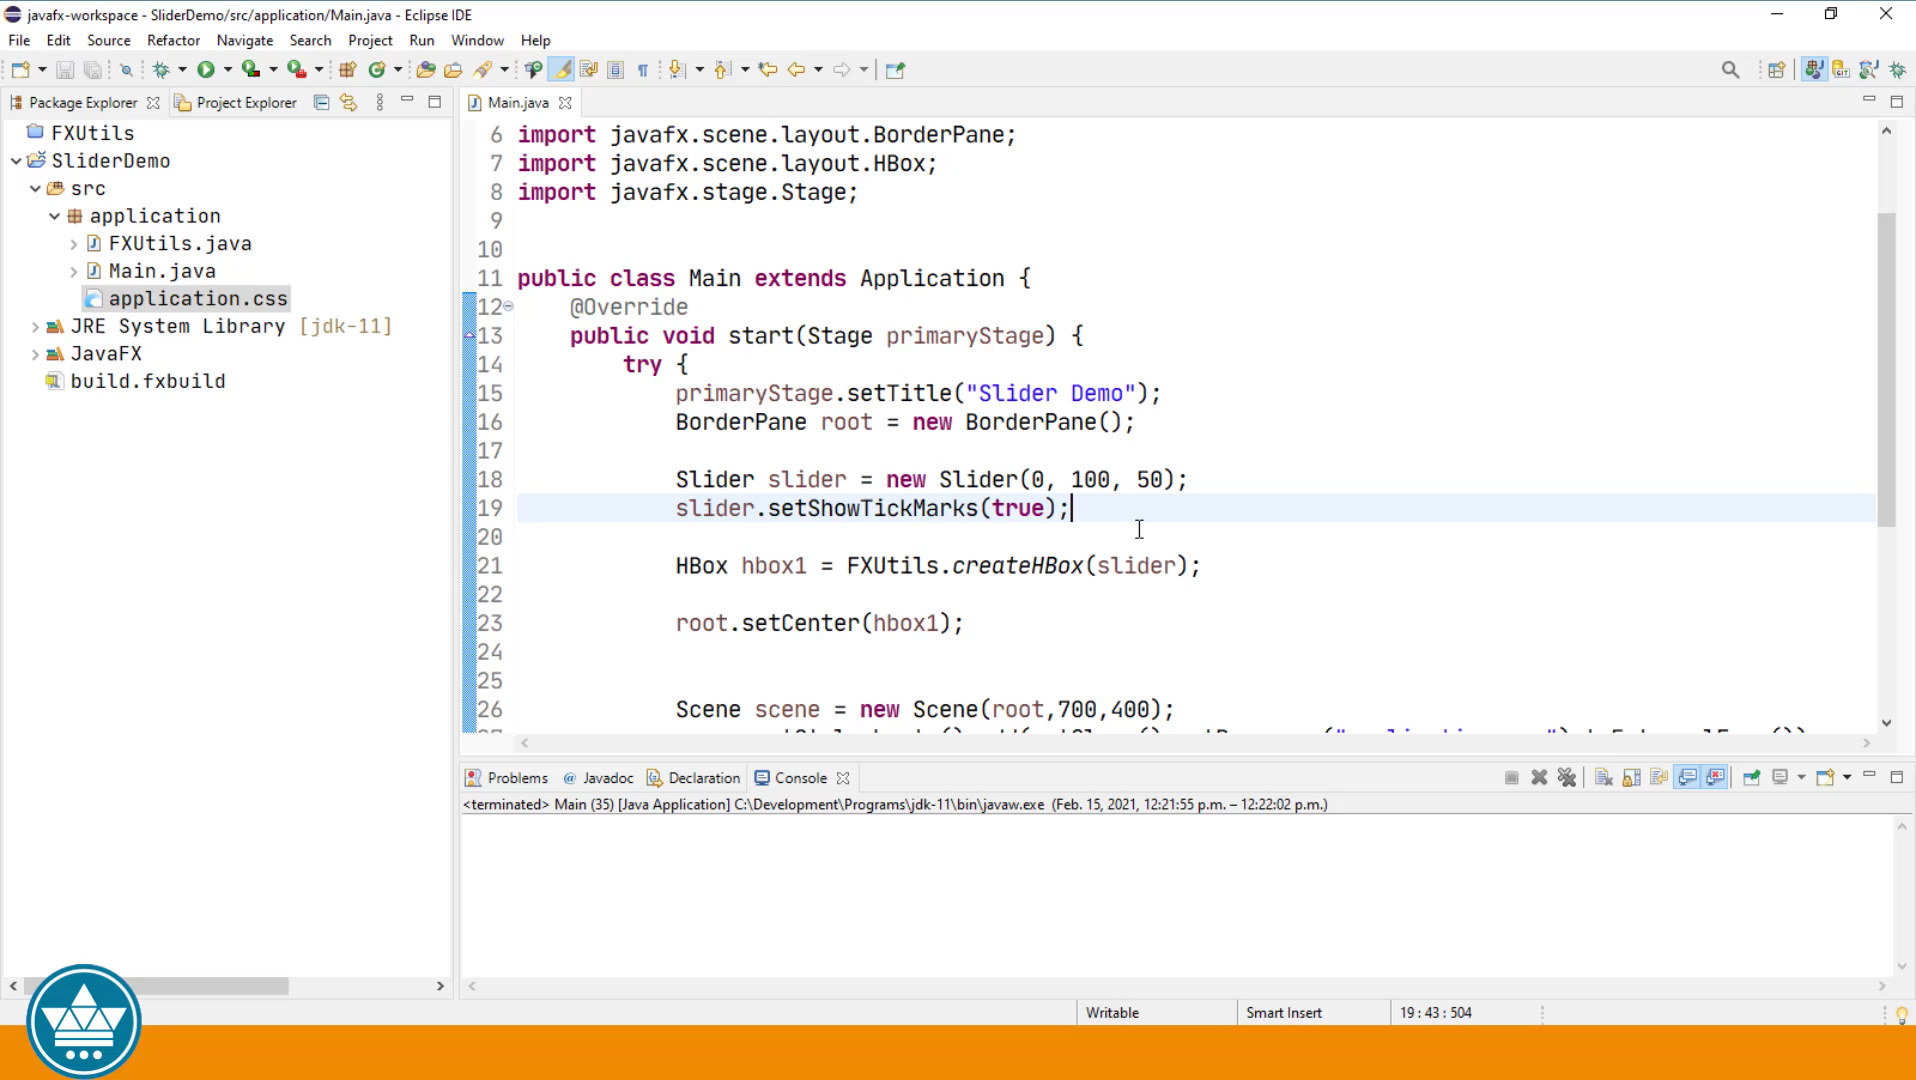 javafx-workspace - SliderDemo/src/application/Main.java - Eclipse IDE
File Edit Source Refactor Navigate Search Project Run Window Help
Package Explorer Project Explorer
FXUtils
SliderDemo
src
application
FXUtils.java
Main.java
application.css
JRE System Library [jdk-11]
JavaFX
build.fxbuild
Main.java
6 import javafx.scene.layout.BorderPane;
7 import javafx.scene.layout.HBox;
8 import javafx.stage.Stage;
9
10
11 public class Main extends Application {
12 @Override
13 public void start(Stage primaryStage) {
14 try {
15 primaryStage.setTitle("Slider Demo");
16 BorderPane root = new BorderPane();
17
18 Slider slider = new Slider(0, 100, 50);
19 slider.setShowTickMarks(true);
20
21 HBox hbox1 = FXUtils.createHBox(slider);
22
23 root.setCenter(hbox1);
24
25
26 Scene scene = new Scene(root,700,400);
Problems Javadoc Declaration Console
<terminated> Main (35) [Java Application] C:\Development\Programs\jdk-11\bin\javaw.exe (Feb. 15, 2021, 12:21:55 p.m. – 12:22:02 p.m.)
Writable Smart Insert 19 : 43 : 504